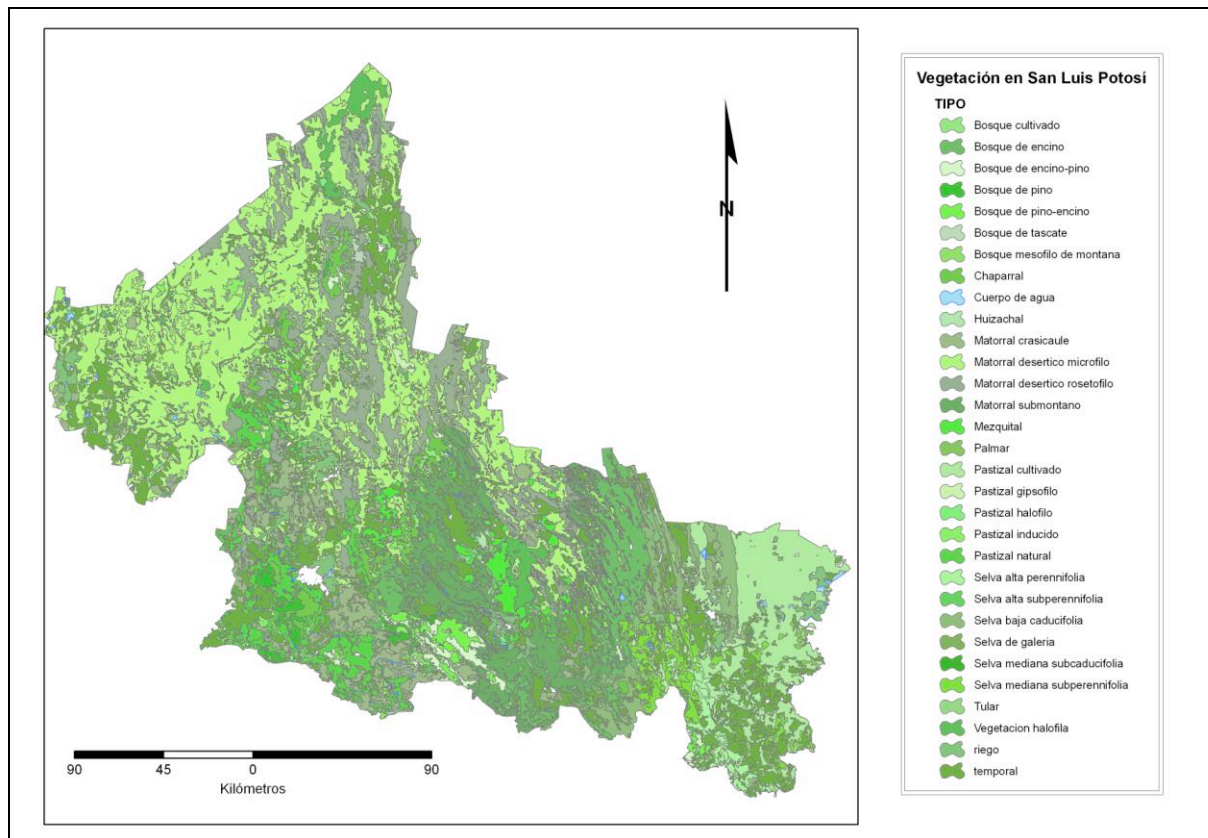 Vegetación en San Luis Potosí
TIPO
Bosque cultivado
Bosque de encino
Bosque de encino-pino
Bosque de pino
Bosque de pino-encino
Bosque de tascate
Bosque mesofilo de montana
Chaparral
Cuerpo de agua
Huizachal
Matorral crasicaule
Matorral desertico microfilo
Matorral desertico rosetofilo
Matorral submontano
Mezquital
Palmar
Pastizal cultivado
Pastizal gipsofilo
Pastizal halofilo
Pastizal inducido
Pastizal natural
Selva alta perennifolia
Selva alta subperennifolia
Selva baja caducifolia
Selva de galeria
Selva mediana subcaducifolia
Selva mediana subperennifolia
Tular
Vegetacion halofila
riego
temporal
N
90 45 0 90
Kilómetros